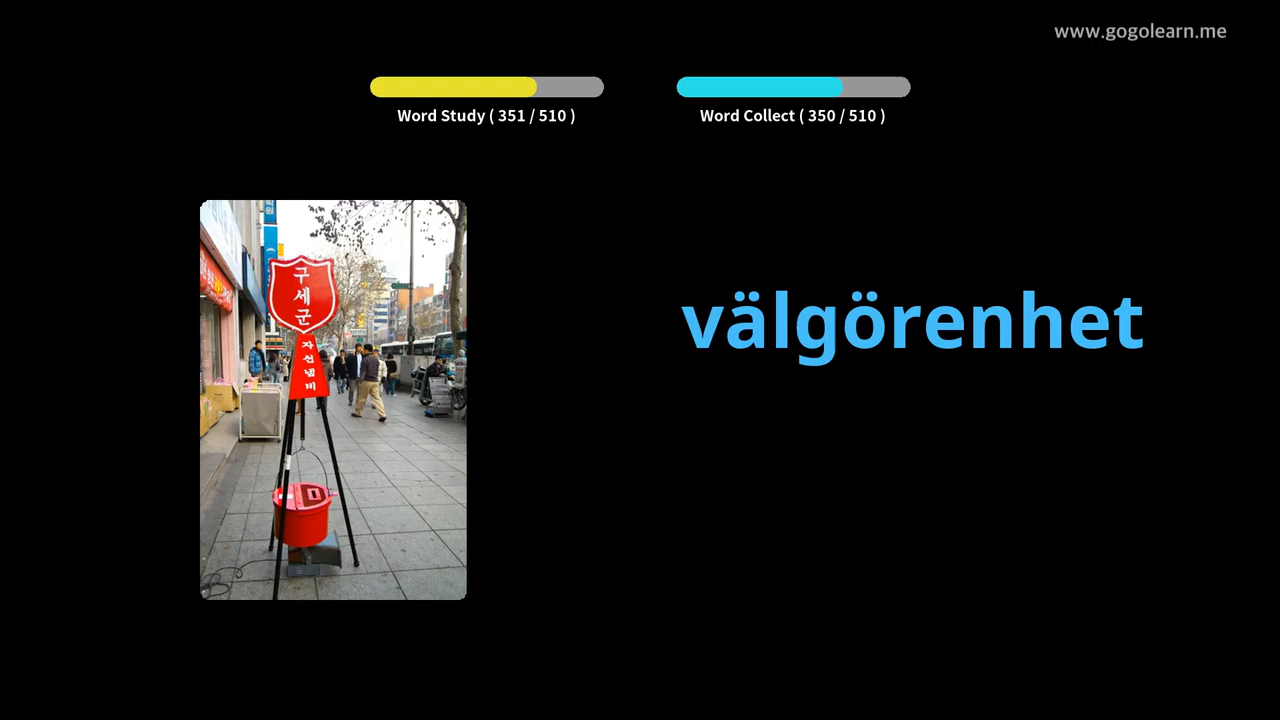 www.gogolearn.me
Word Study ( 351 / 510 )
Word Collect ( 350 / 510 )
구
세
군
자
선
냄
비
välgörenhet